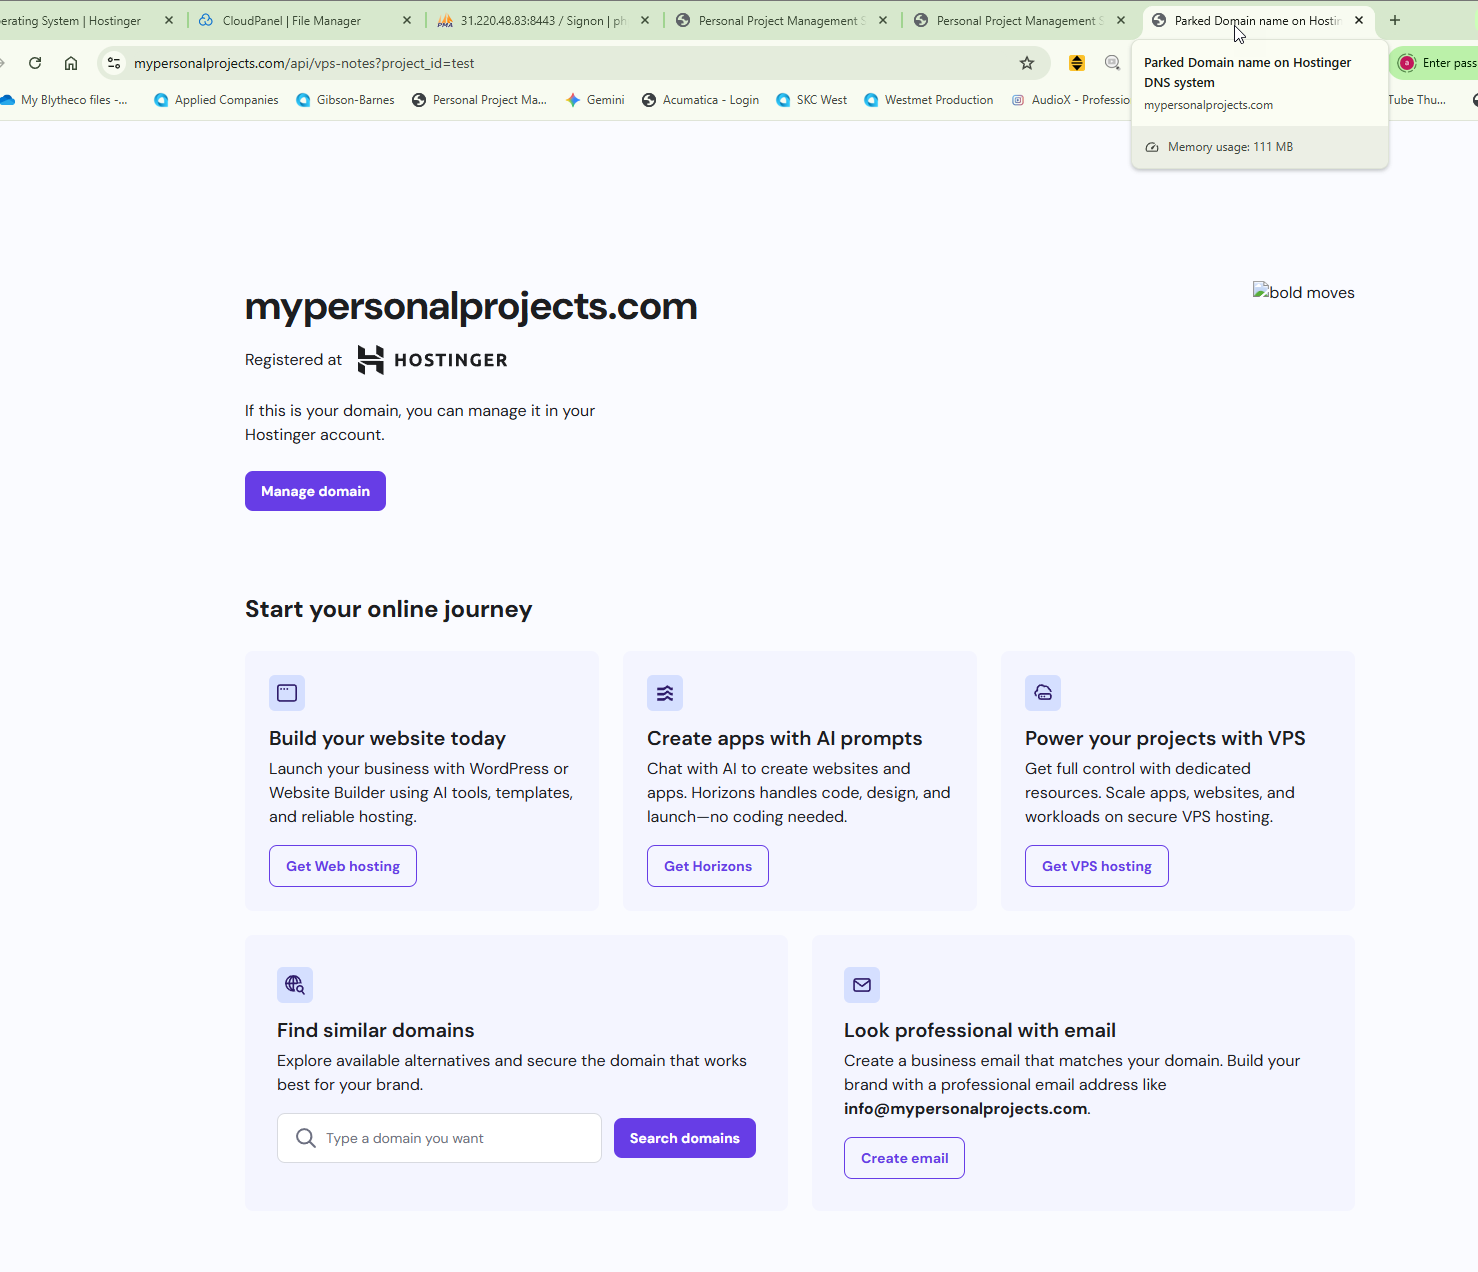 erating System | Hostinger
CloudPanel | File Manager
31.220.48.83:8443 / Signon | ph
Personal Project Management S
Personal Project Management S
Parked Domain name on Hostin
mypersonalprojects.com/api/vps-notes?project_id=test
Enter pass
My Blytheco files -...
Applied Companies
Gibson-Barnes
Personal Project Ma...
Gemini
Acumatica - Login
SKC West
Westmet Production
AudioX - Professio
Tube Thu...
Parked Domain name on Hostinger
DNS system
mypersonalprojects.com
Memory usage: 111 MB
mypersonalprojects.com
bold moves
Registered at
HOSTINGER
If this is your domain, you can manage it in your
Hostinger account.
Manage domain
Start your online journey
Build your website today
Launch your business with WordPress or
Website Builder using AI tools, templates,
and reliable hosting.
Get Web hosting
Create apps with AI prompts
Chat with AI to create websites and
apps. Horizons handles code, design, and
launch—no coding needed.
Get Horizons
Power your projects with VPS
Get full control with dedicated
resources. Scale apps, websites, and
workloads on secure VPS hosting.
Get VPS hosting
Find similar domains
Explore available alternatives and secure the domain that works
best for your brand.
Type a domain you want
Search domains
Look professional with email
Create a business email that matches your domain. Build your
brand with a professional email address like
info@mypersonalprojects.com.
Create email